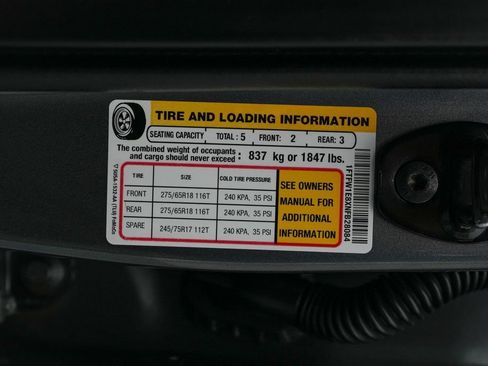 TIRE AND LOADING INFORMATION
SEATING CAPACITY TOTAL: 5 FRONT: 2 REAR: 3
The combined weight of occupants and cargo should never exceed: 837 kg or 1847 lbs.
TIRE SIZE COLD TIRE PRESSURE
FRONT 275/65R18 116T 240 KPA, 35 PSI
REAR 275/65R18 116T 240 KPA, 35 PSI
SPARE 245/75R17 112T 240 KPA, 35 PSI
SEE OWNERS
MANUAL FOR
ADDITIONAL
INFORMATION